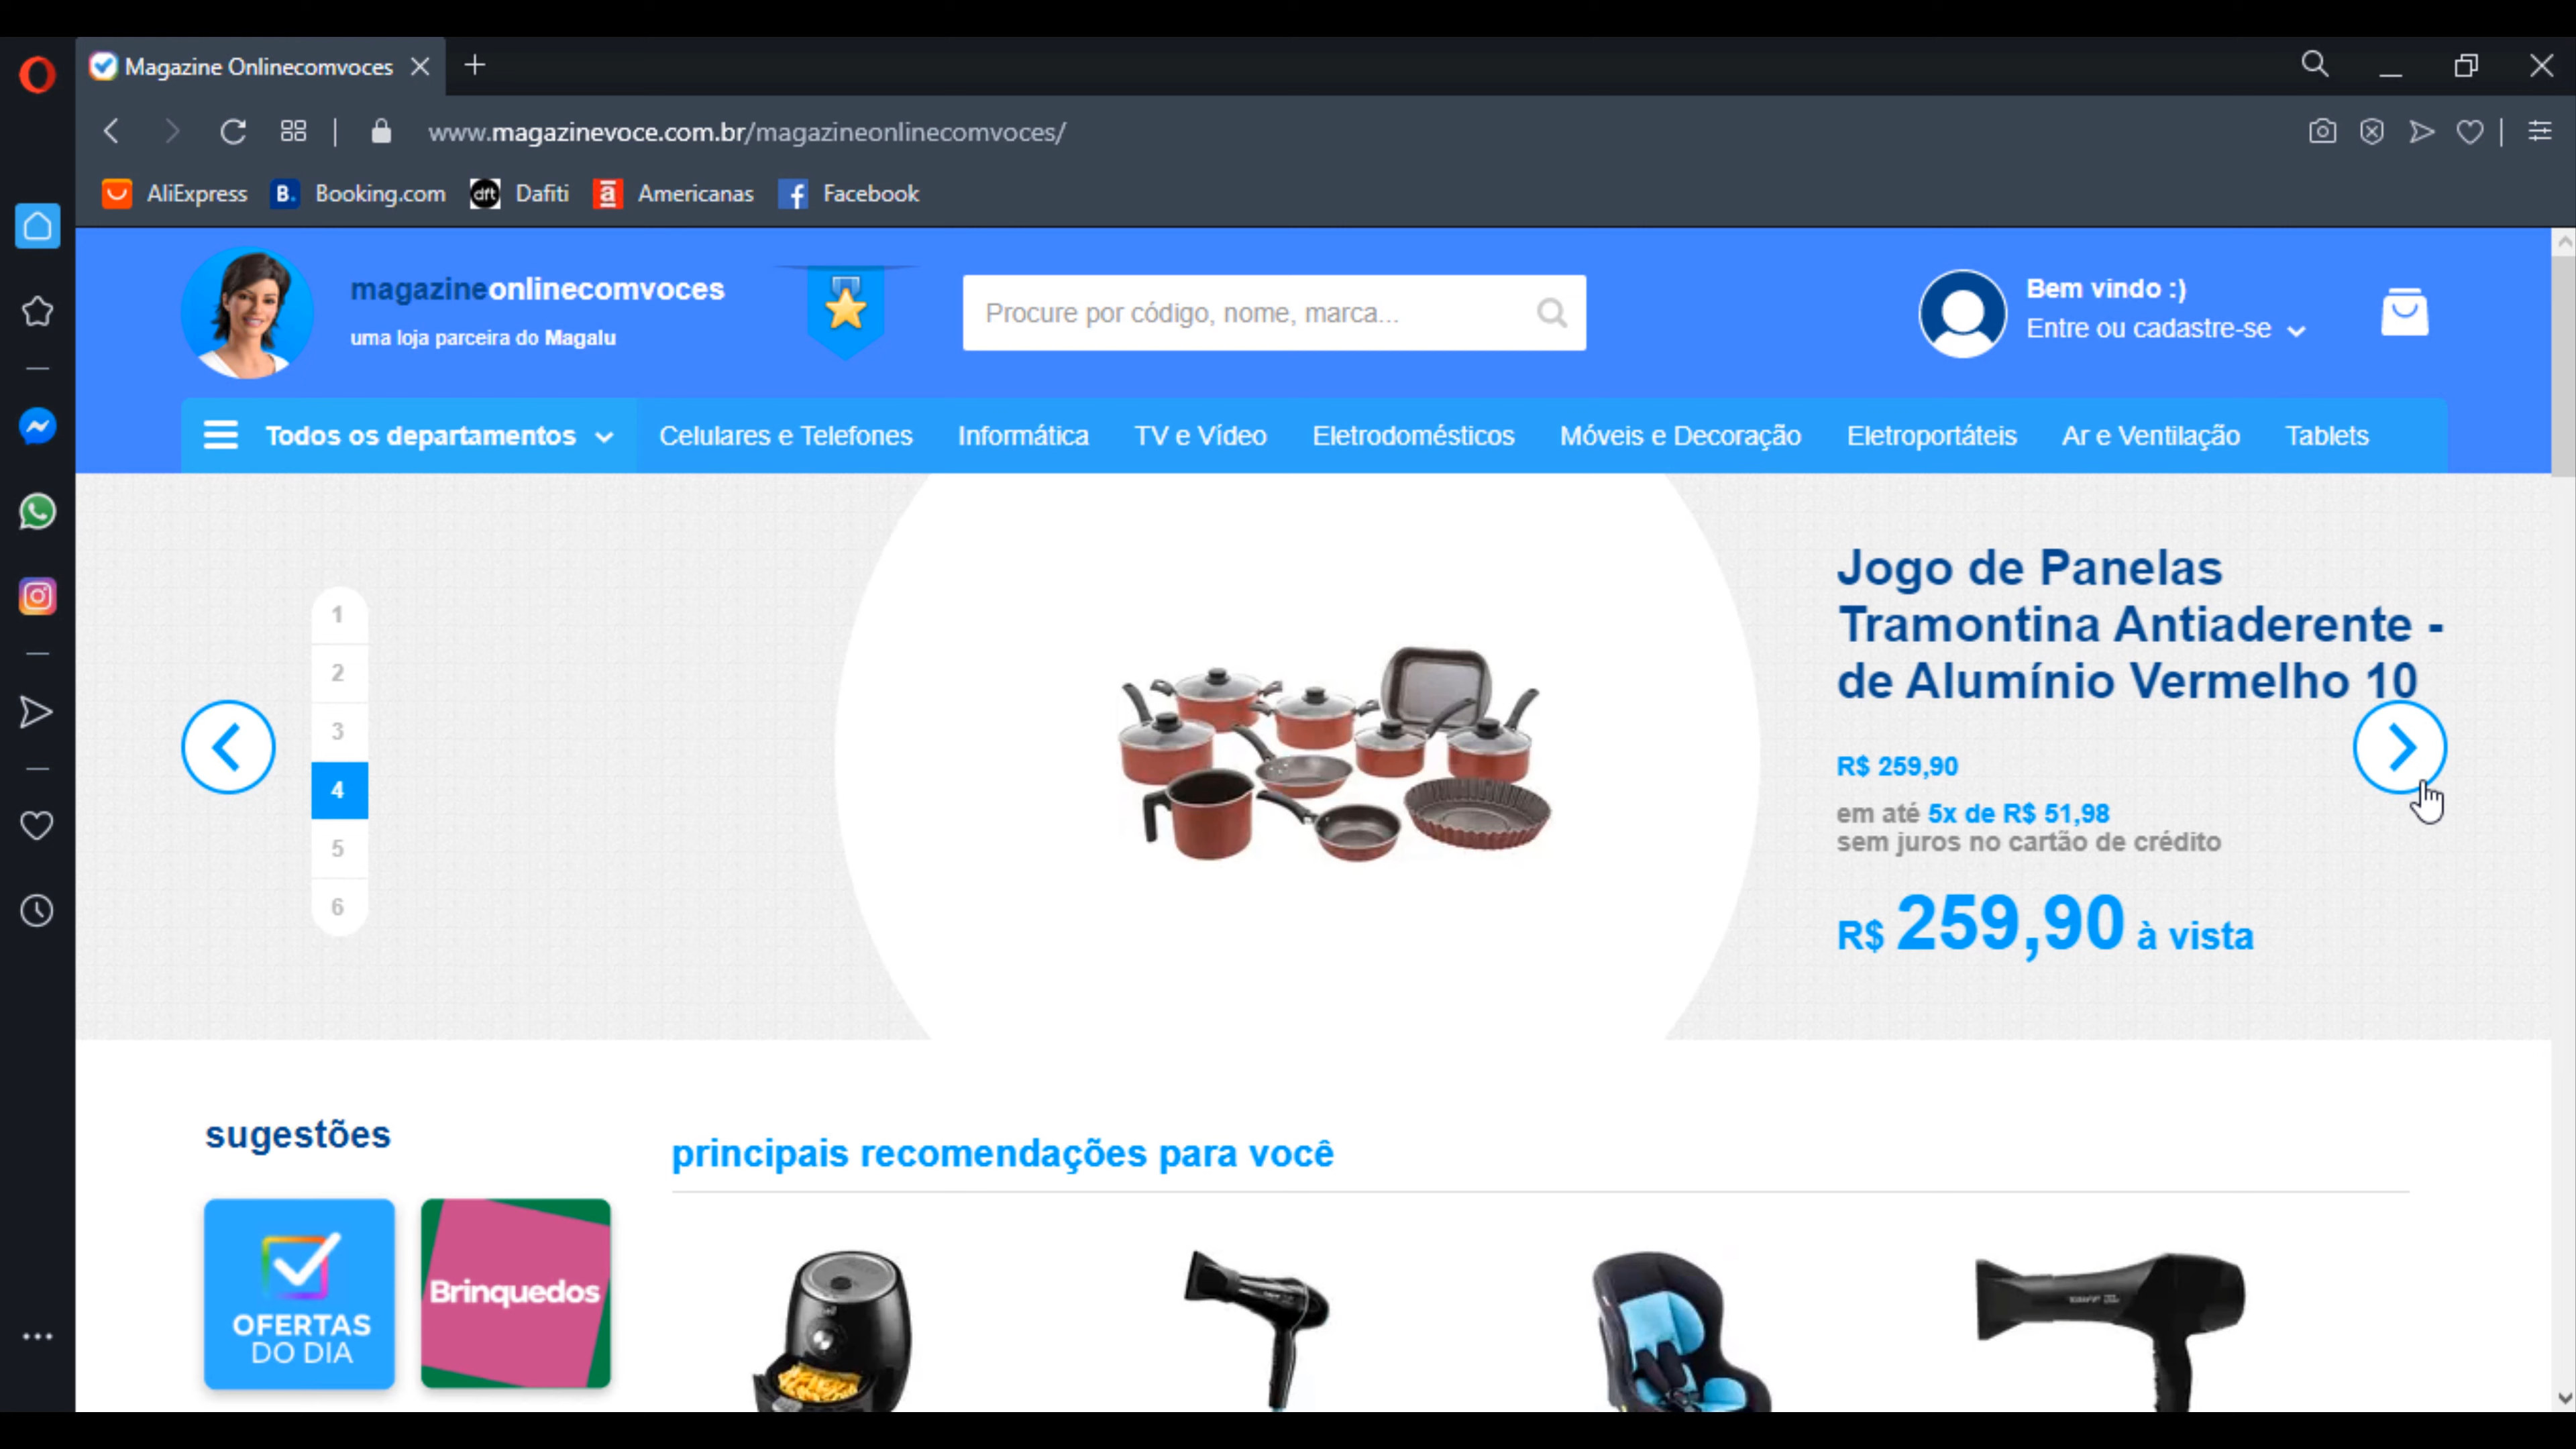 Magazine Onlinecomvoces
www.magazinevoce.com.br/magazineonlinecomvoces/
AliExpress B. Booking.com dft Dafiti a Americanas f Facebook
magazineonlinecomvoces
uma loja parceira do Magalu
Procure por código, nome, marca...
Bem vindo :)
Entre ou cadastre-se
Todos os departamentos Celulares e Telefones Informática TV e Vídeo Eletrodomésticos Móveis e Decoração Eletroportáteis Ar e Ventilação Tablets
1
2
3
4
5
6
Jogo de Panelas
Tramontina Antiaderente -
de Alumínio Vermelho 10
R$ 259,90
em até 5x de R$ 51,98
sem juros no cartão de crédito
R$ 259,90 à vista
sugestões
principais recomendações para você
OFERTAS
DO DIA
Brinquedos